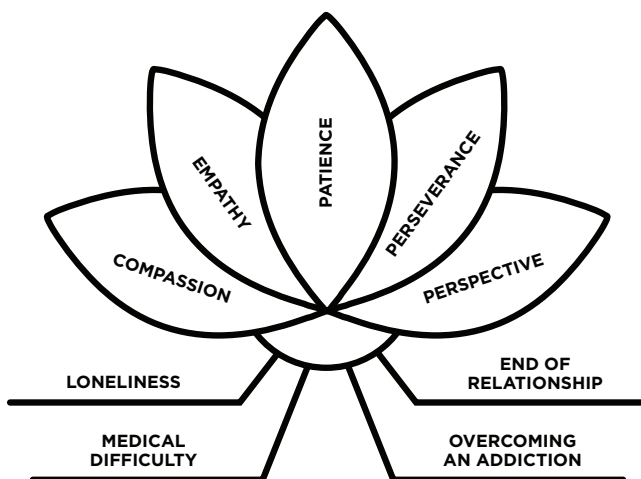 PATIENCE
EMPATHY
PERSEVERANCE
COMPASSION
PERSPECTIVE
LONELINESS
END OF
RELATIONSHIP
MEDICAL
DIFFICULTY
OVERCOMING
AN ADDICTION